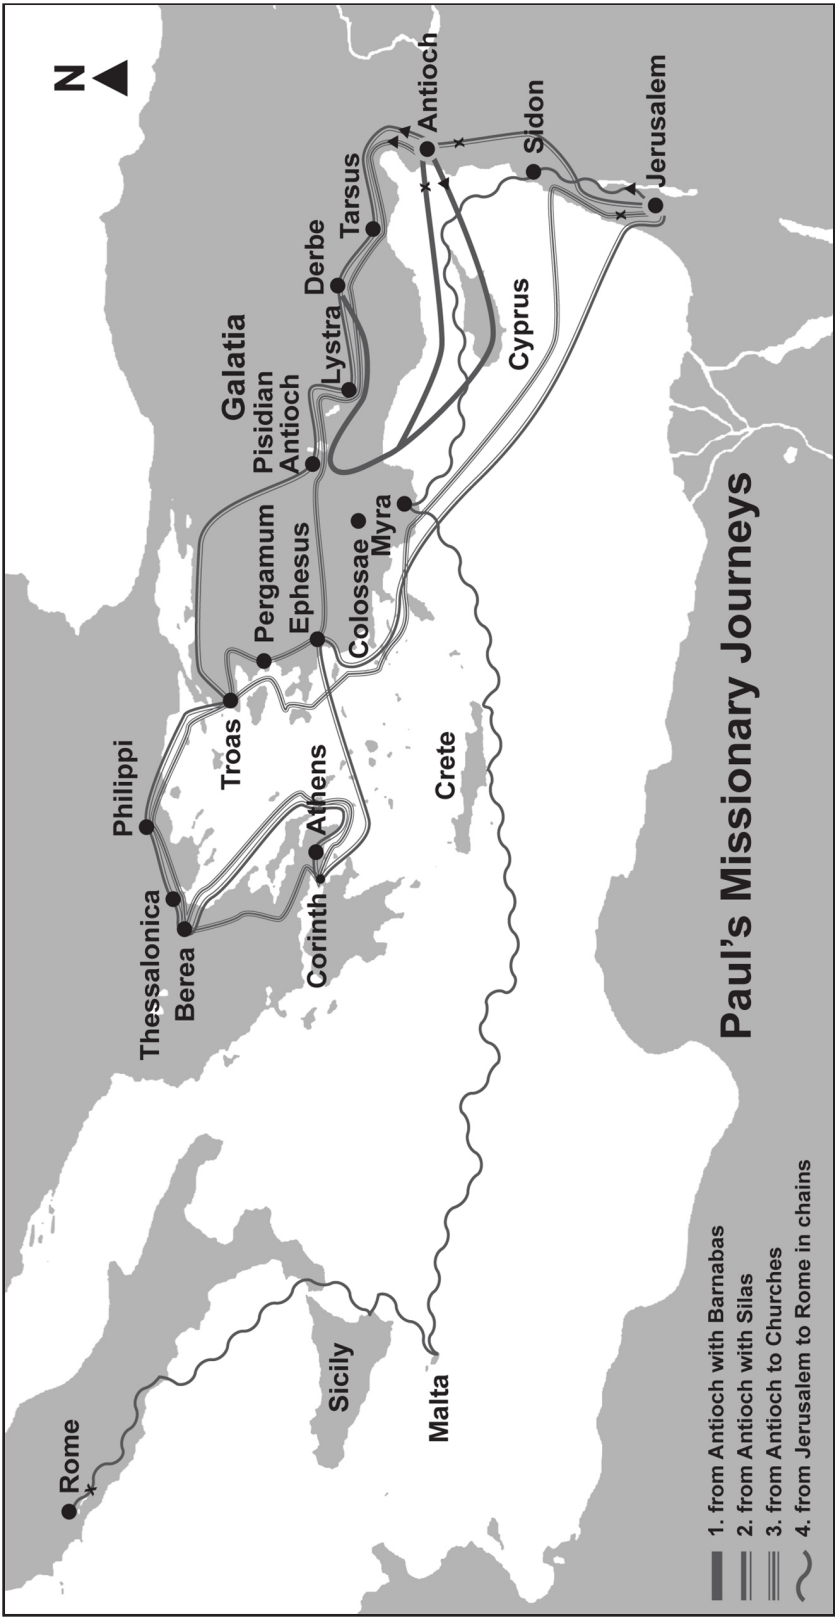 N
Rome
Sicily
Malta
Thessalonica
Berea
Philippi
Corinth
Athens
Troas
Crete
Pergamum
Ephesus
Colossae
Myra
Galatia
Pisidian
Antioch
Lystra
Derbe
Tarsus
Cyprus
Antioch
Sidon
Jerusalem
Paul's Missionary Journeys
1. from Antioch with Barnabas
2. from Antioch with Silas
3. from Antioch to Churches
4. from Jerusalem to Rome in chains